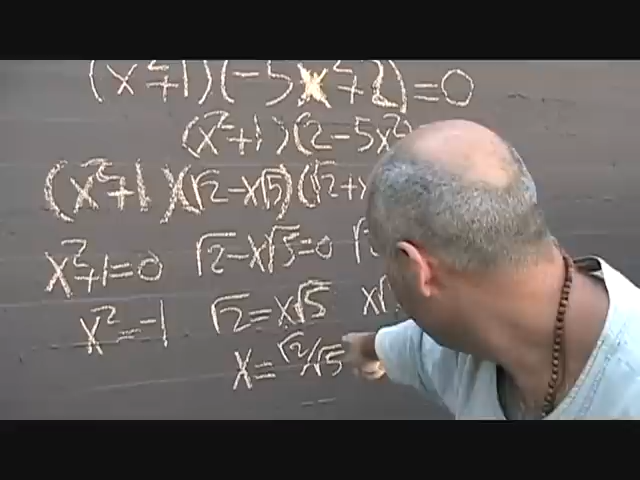 (x²+1)(-5x²+2)=0
(x²+1)(2-5x²)
(x²+1)(√2-x√5)(√2+x
x²+1=0 √2-x√5=0 √2
x²=-1 √2=x√5 x√
x=√2/√5